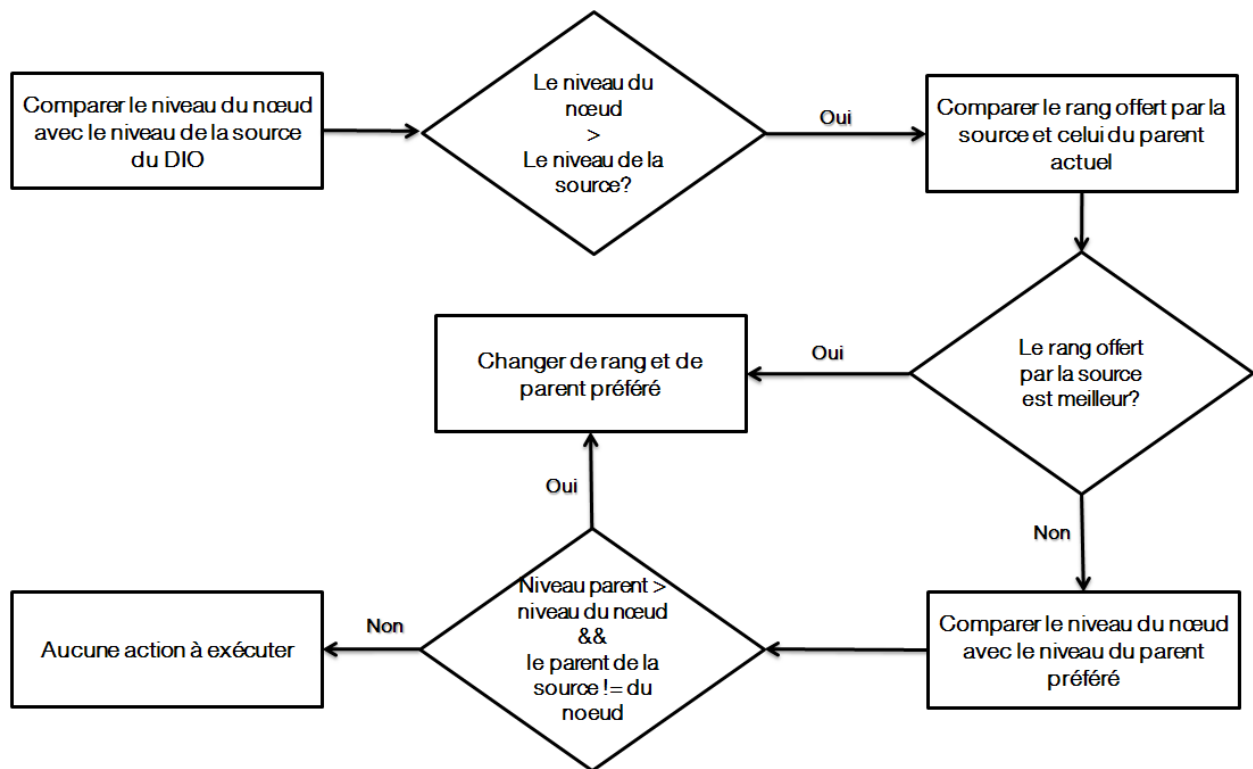 Comparer le niveau du nœud
avec le niveau de la source
du DIO
Le niveau du
nœud
>
Le niveau de la
source?
Oui
Comparer le rang offert par la
source et celui du parent
actuel
Le rang offert
par la source
est meilleur?
Oui
Changer de rang et de
parent préféré
Non
Comparer le niveau du nœud
avec le niveau du parent
préféré
Niveau parent >
niveau du nœud
&&
le parent de la
source != du
noeud
Oui
Non
Aucune action à exécuter